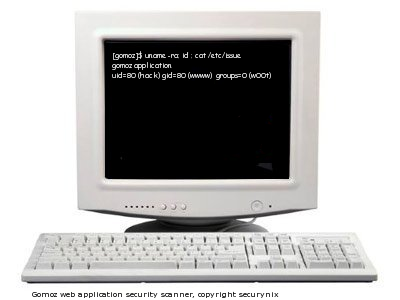 [gomoz]$ uname -ra: id : cat /etc/issue
gomoz application
uid=80 (hack) gid=80 (wwww) groups=0 (w00t)
Gomoz web application security scanner, copyright securynix